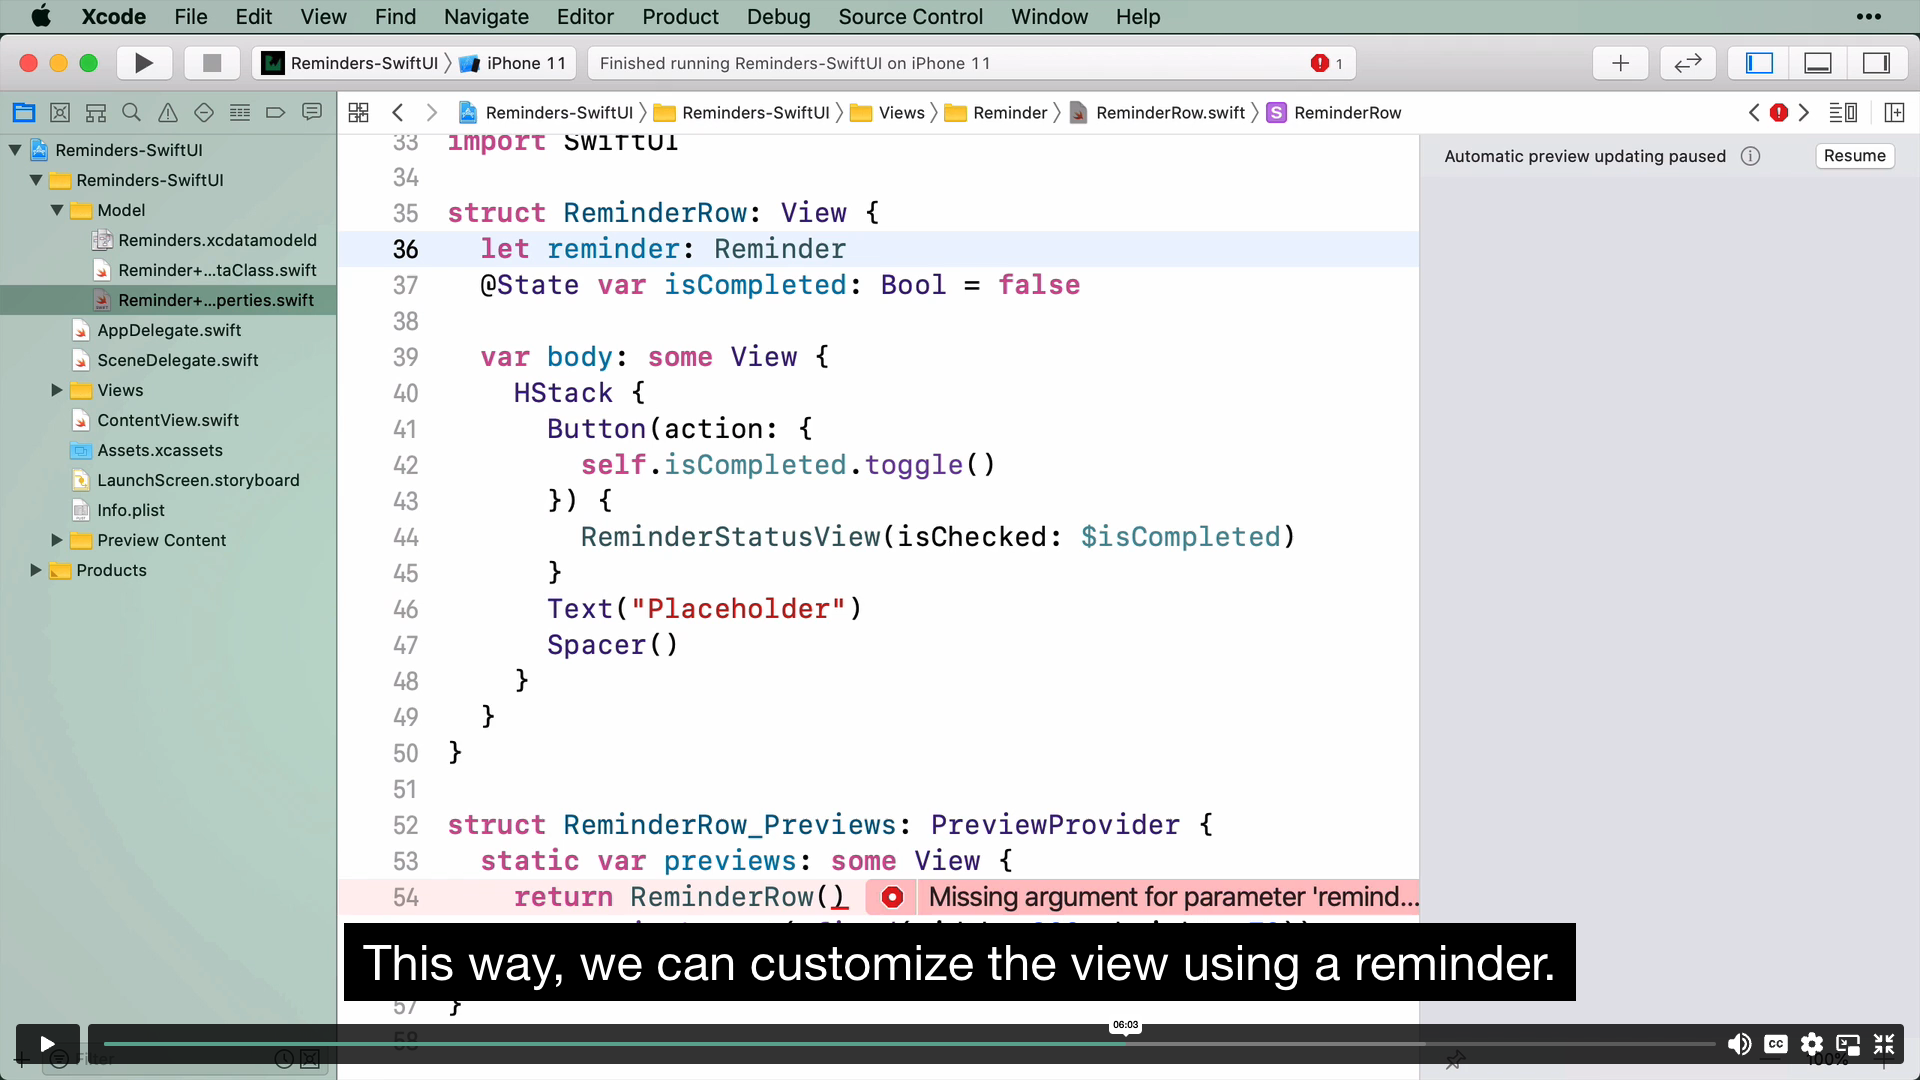 Xcode File Edit View Find Navigate Editor Product Debug Source Control Window Help
Reminders-SwiftUI iPhone 11 Finished running Reminders-SwiftUI on iPhone 11 1
Reminders-SwiftUI Reminders-SwiftUI Views Reminder ReminderRow.swift S ReminderRow
Reminders-SwiftUI
Reminders-SwiftUI
Model
Reminders.xcdatamodeld
Reminder+...taClass.swift
Reminder+...perties.swift
AppDelegate.swift
SceneDelegate.swift
Views
ContentView.swift
Assets.xcassets
LaunchScreen.storyboard
Info.plist
Preview Content
Products
33 import SwiftUI
34
35 struct ReminderRow: View {
36 let reminder: Reminder
37 @State var isCompleted: Bool = false
38
39 var body: some View {
40 HStack {
41 Button(action: {
42 self.isCompleted.toggle()
43 }) {
44 ReminderStatusView(isChecked: $isCompleted)
45 }
46 Text("Placeholder")
47 Spacer()
48 }
49 }
50 }
51
52 struct ReminderRow_Previews: PreviewProvider {
53 static var previews: some View {
54 return ReminderRow() Missing argument for parameter 'remind...
57 }
58
Automatic preview updating paused Resume
This way, we can customize the view using a reminder.
06:03
Filter
CC
100%